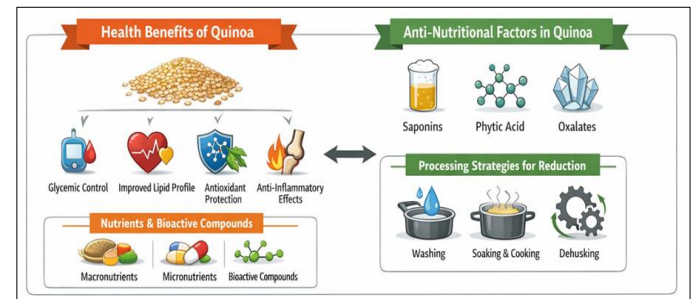 Health Benefits of Quinoa
Glycemic Control
Improved Lipid Profile
Antioxidant
Protection
Anti-Inflammatory
Effects
Nutrients & Bioactive Compounds
Macronutrients
Micronutrients
Bioactive Compounds
Anti-Nutritional Factors in Quinoa
Saponins
Phytic Acid
Oxalates
Processing Strategies for Reduction
Washing
Soaking & Cooking
Dehusking